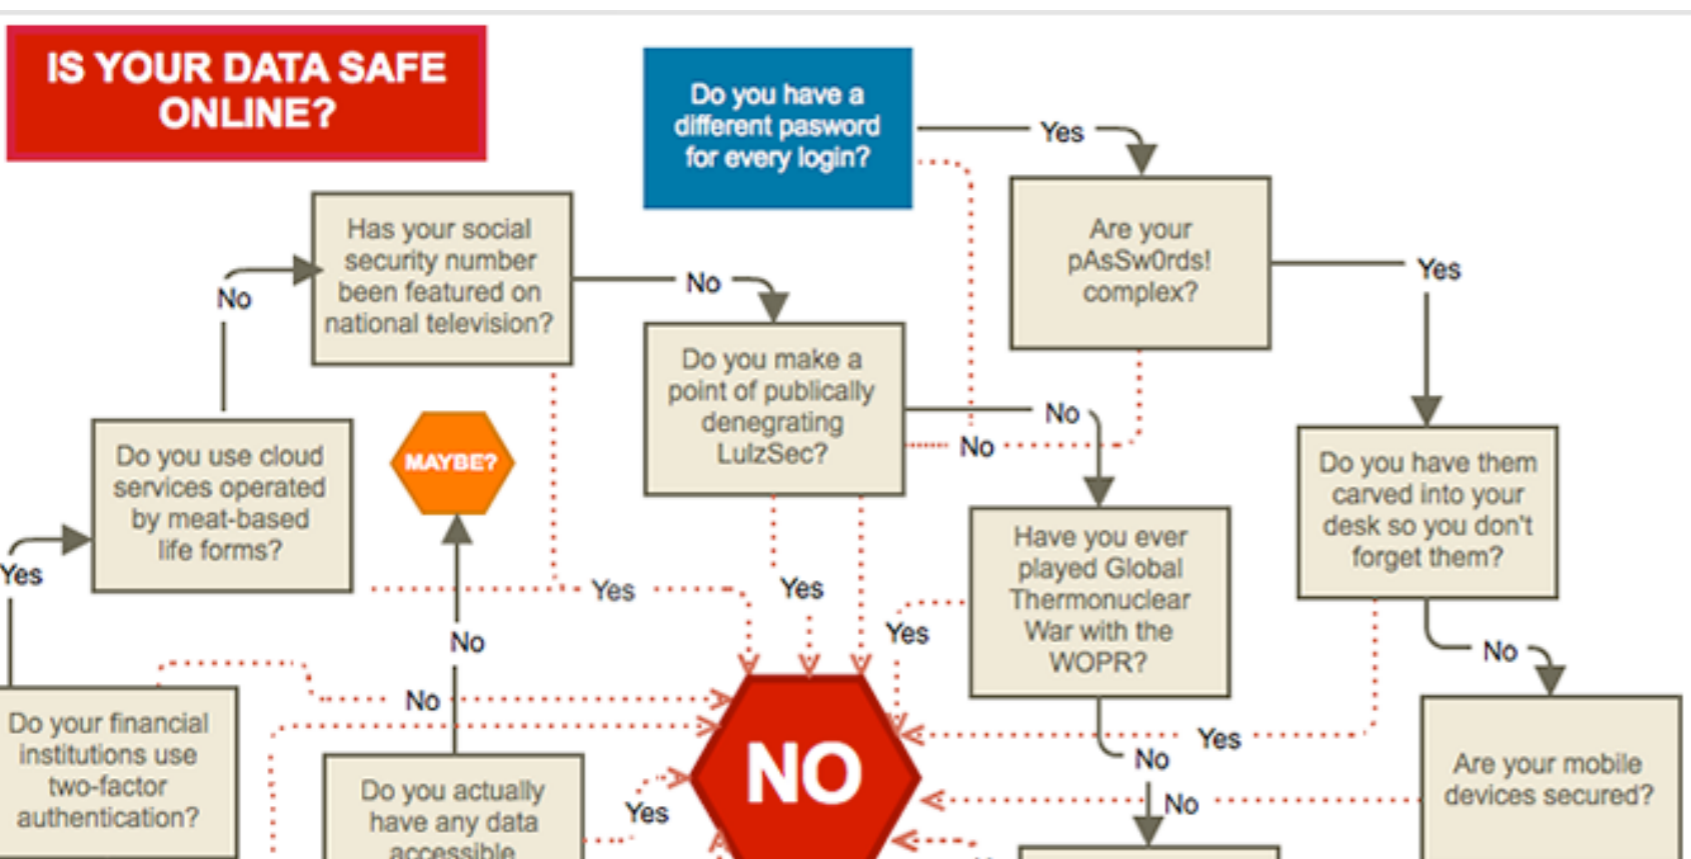 IS YOUR DATA SAFE
ONLINE?
Do you have a
different pasword
for every login?
Yes
Are your
pAsSw0rds!
complex?
Yes
Has your social
security number
been featured on
national television?
No
No
Do you make a
point of publically
denegrating
LulzSec?
No
No
Do you have them
carved into your
desk so you don't
forget them?
Do you use cloud
services operated
by meat-based
life forms?
MAYBE?
Yes
Yes
Yes
Have you ever
played Global
Thermonuclear
War with the
WOPR?
Yes
No
No
No
Do your financial
institutions use
two-factor
authentication?
NO
Yes
No
Are your mobile
devices secured?
No
Do you actually
have any data
accessible
Yes